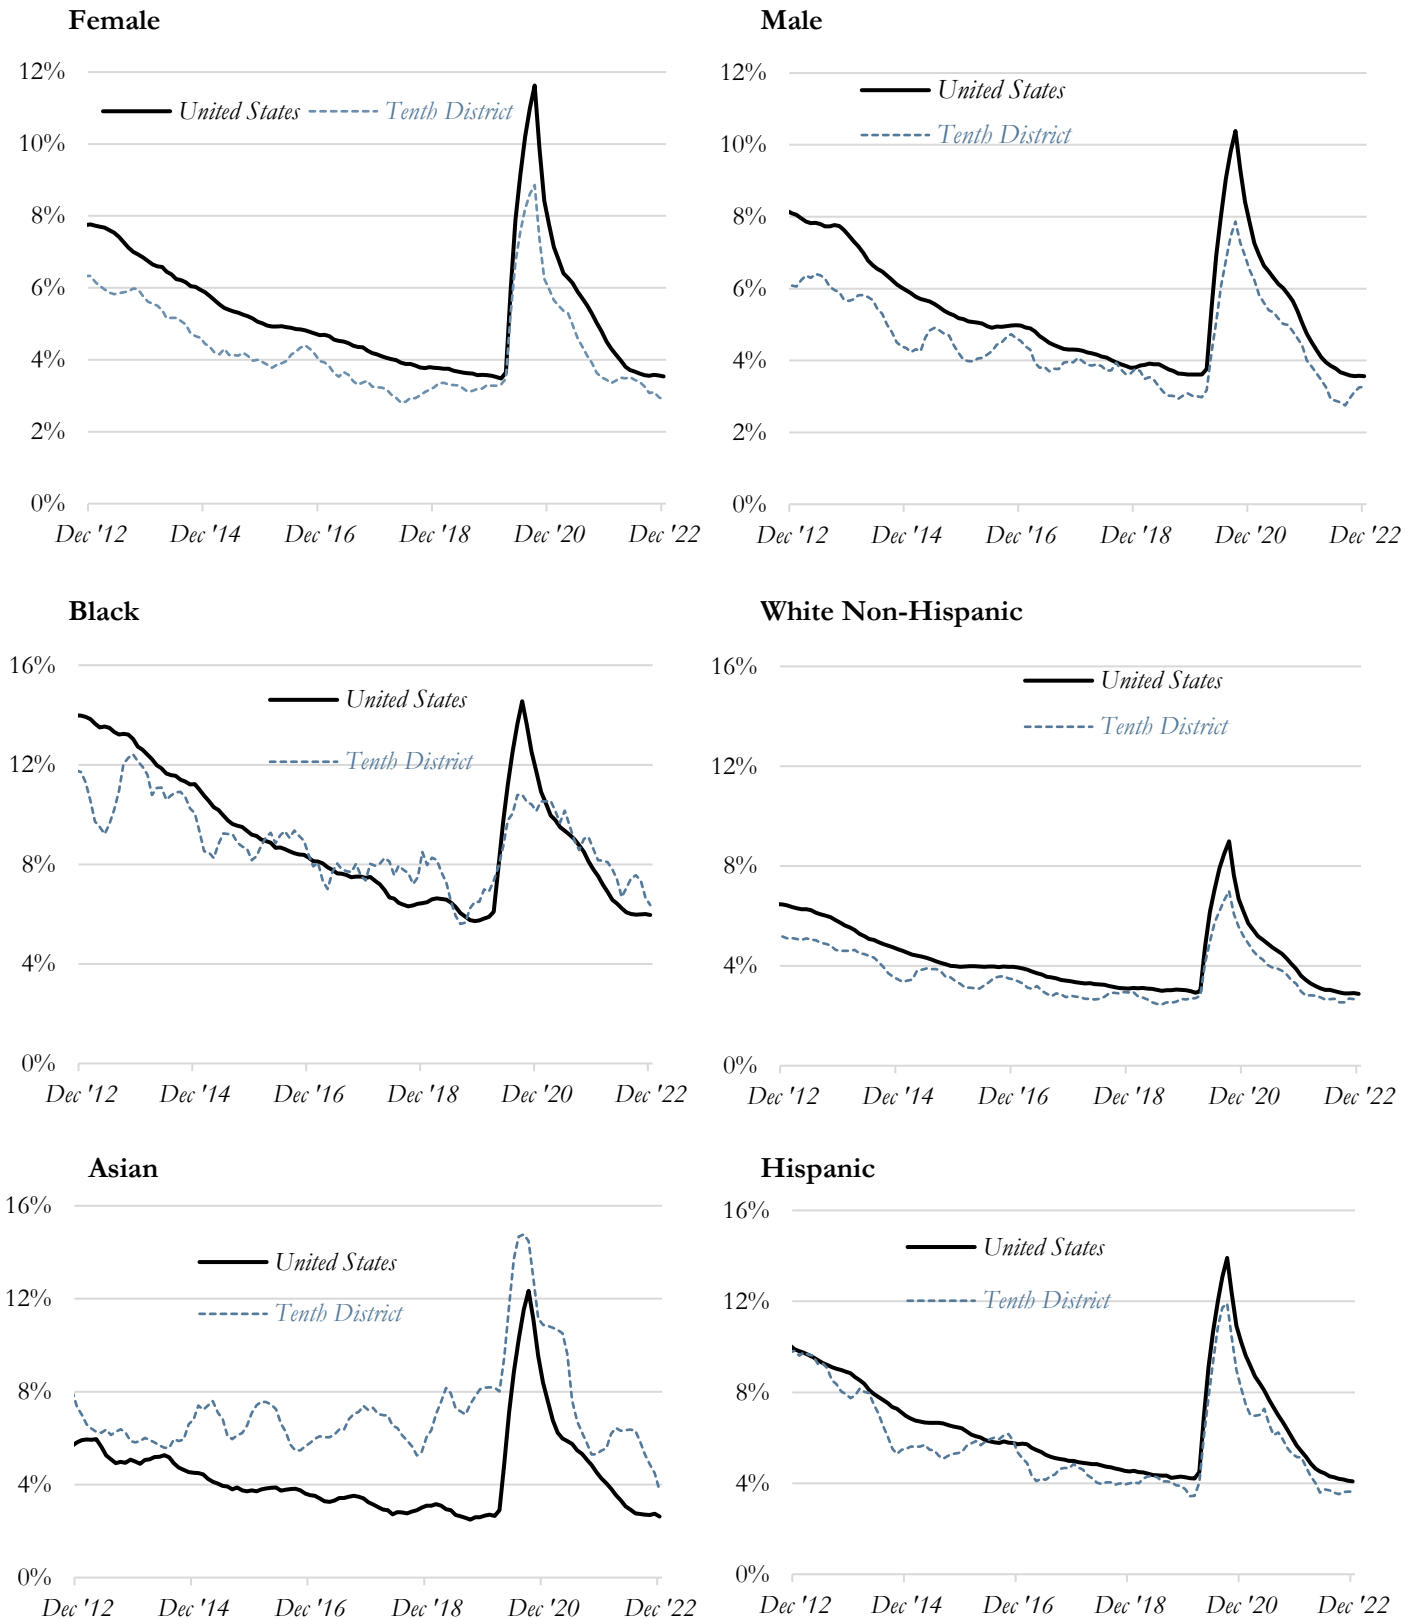 Female
12%
10%
8%
6%
4%
2%
0%
United States
Tenth District
Dec '12
Dec '14
Dec '16
Dec '18
Dec '20
Dec '22
Male
12%
10%
8%
6%
4%
2%
0%
United States
Tenth District
Dec '12
Dec '14
Dec '16
Dec '18
Dec '20
Dec '22
Black
16%
12%
8%
4%
0%
United States
Tenth District
Dec '12
Dec '14
Dec '16
Dec '18
Dec '20
Dec '22
White Non-Hispanic
16%
12%
8%
4%
0%
United States
Tenth District
Dec '12
Dec '14
Dec '16
Dec '18
Dec '20
Dec '22
Asian
16%
12%
8%
4%
0%
United States
Tenth District
Dec '12
Dec '14
Dec '16
Dec '18
Dec '20
Dec '22
Hispanic
16%
12%
8%
4%
0%
United States
Tenth District
Dec '12
Dec '14
Dec '16
Dec '18
Dec '20
Dec '22